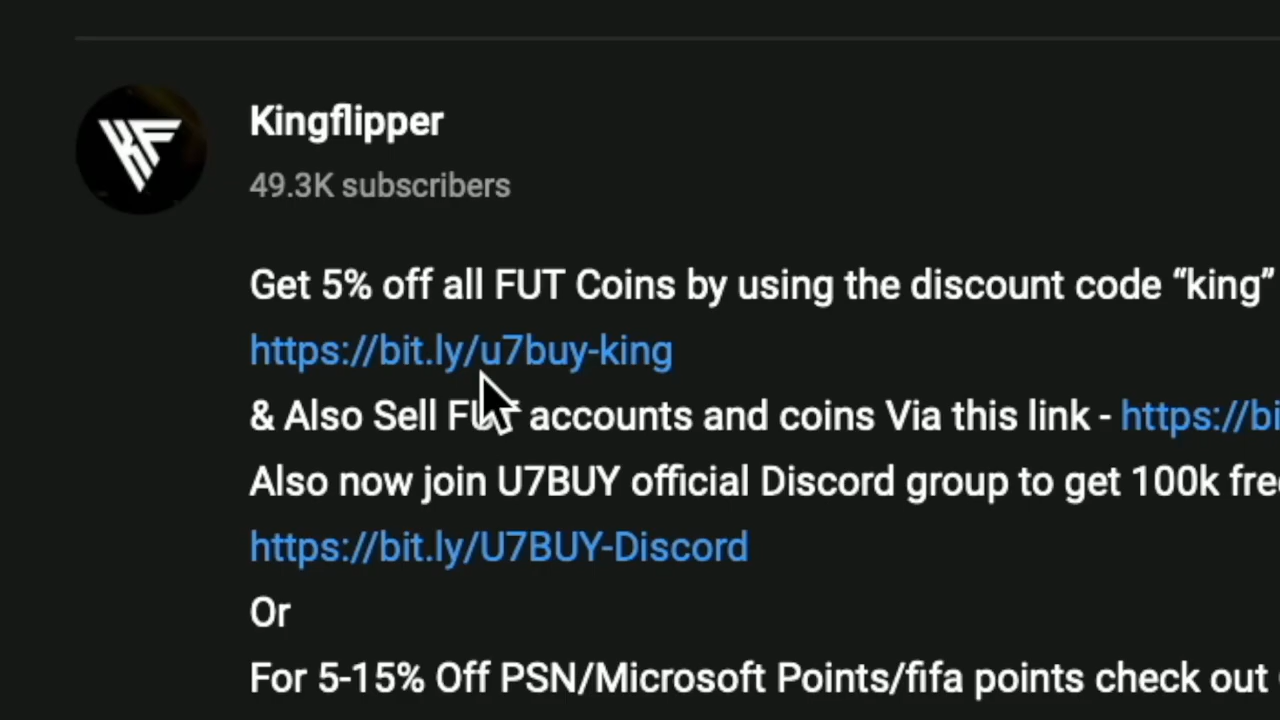 KF
Kingflipper
49.3K subscribers
Get 5% off all FUT Coins by using the discount code “king”
https://bit.ly/u7buy-king
& Also Sell FUT accounts and coins Via this link - https://bi
Also now join U7BUY official Discord group to get 100k free
https://bit.ly/U7BUY-Discord
Or
For 5-15% Off PSN/Microsoft Points/fifa points check out